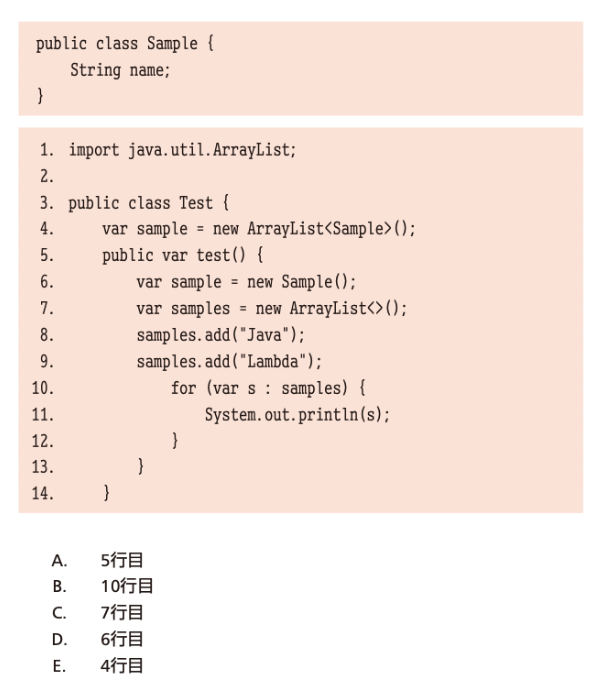 public class Sample {
    String name;
}
1. import java.util.ArrayList;
2.
3. public class Test {
4.     var sample = new ArrayList<Sample>();
5.     public var test() {
6.         var sample = new Sample();
7.         var samples = new ArrayList<>();
8.         samples.add("Java");
9.         samples.add("Lambda");
10.             for (var s : samples) {
11.                 System.out.println(s);
12.             }
13.         }
14.     }
A. 5行目
B. 10行目
C. 7行目
D. 6行目
E. 4行目